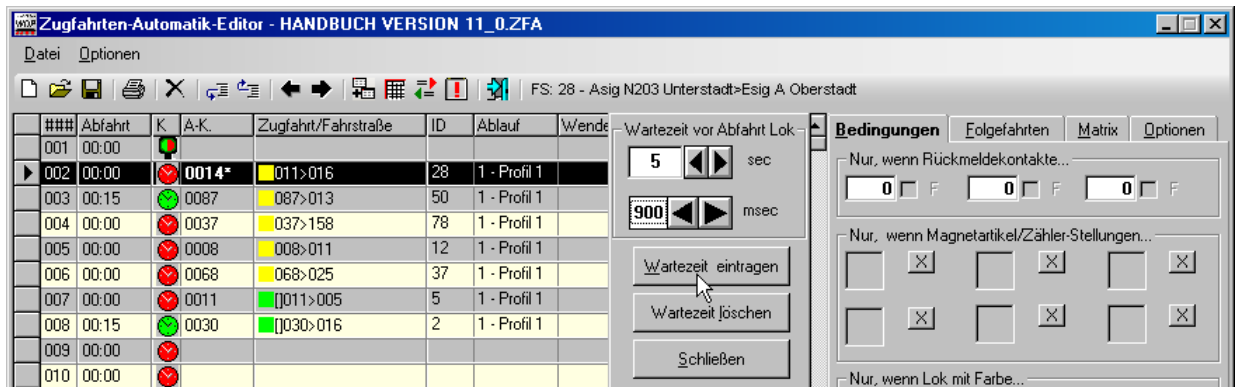 Zugfahrten-Automatik-Editor - HANDBUCH VERSION 11_0.ZFA
Datei Optionen
FS: 28 - Asig N203 Unterstadt>Esig A Oberstadt
### Abfahrt K A-K. Zugfahrt/Fahrstraße ID Ablauf Wende
001 00:00
002 00:00 0014* 011>016 28 1 - Profil 1
003 00:15 0087 087>013 50 1 - Profil 1
004 00:00 0037 037>158 78 1 - Profil 1
005 00:00 0008 008>011 12 1 - Profil 1
006 00:00 0068 068>025 37 1 - Profil 1
007 00:00 0011 []011>005 5 1 - Profil 1
008 00:15 0030 []030>016 2 1 - Profil 1
009 00:00
010 00:00
Wartezeit vor Abfahrt Lok
5 sec
900 msec
Wartezeit eintragen
Wartezeit löschen
Schließen
Bedingungen Folgefahrten Matrix Optionen
Nur, wenn Rückmeldekontakte...
0 F 0 F 0 F
Nur, wenn Magnetartikel/Zähler-Stellungen...
X X X
X X X
Nur, wenn Lok mit Farbe...